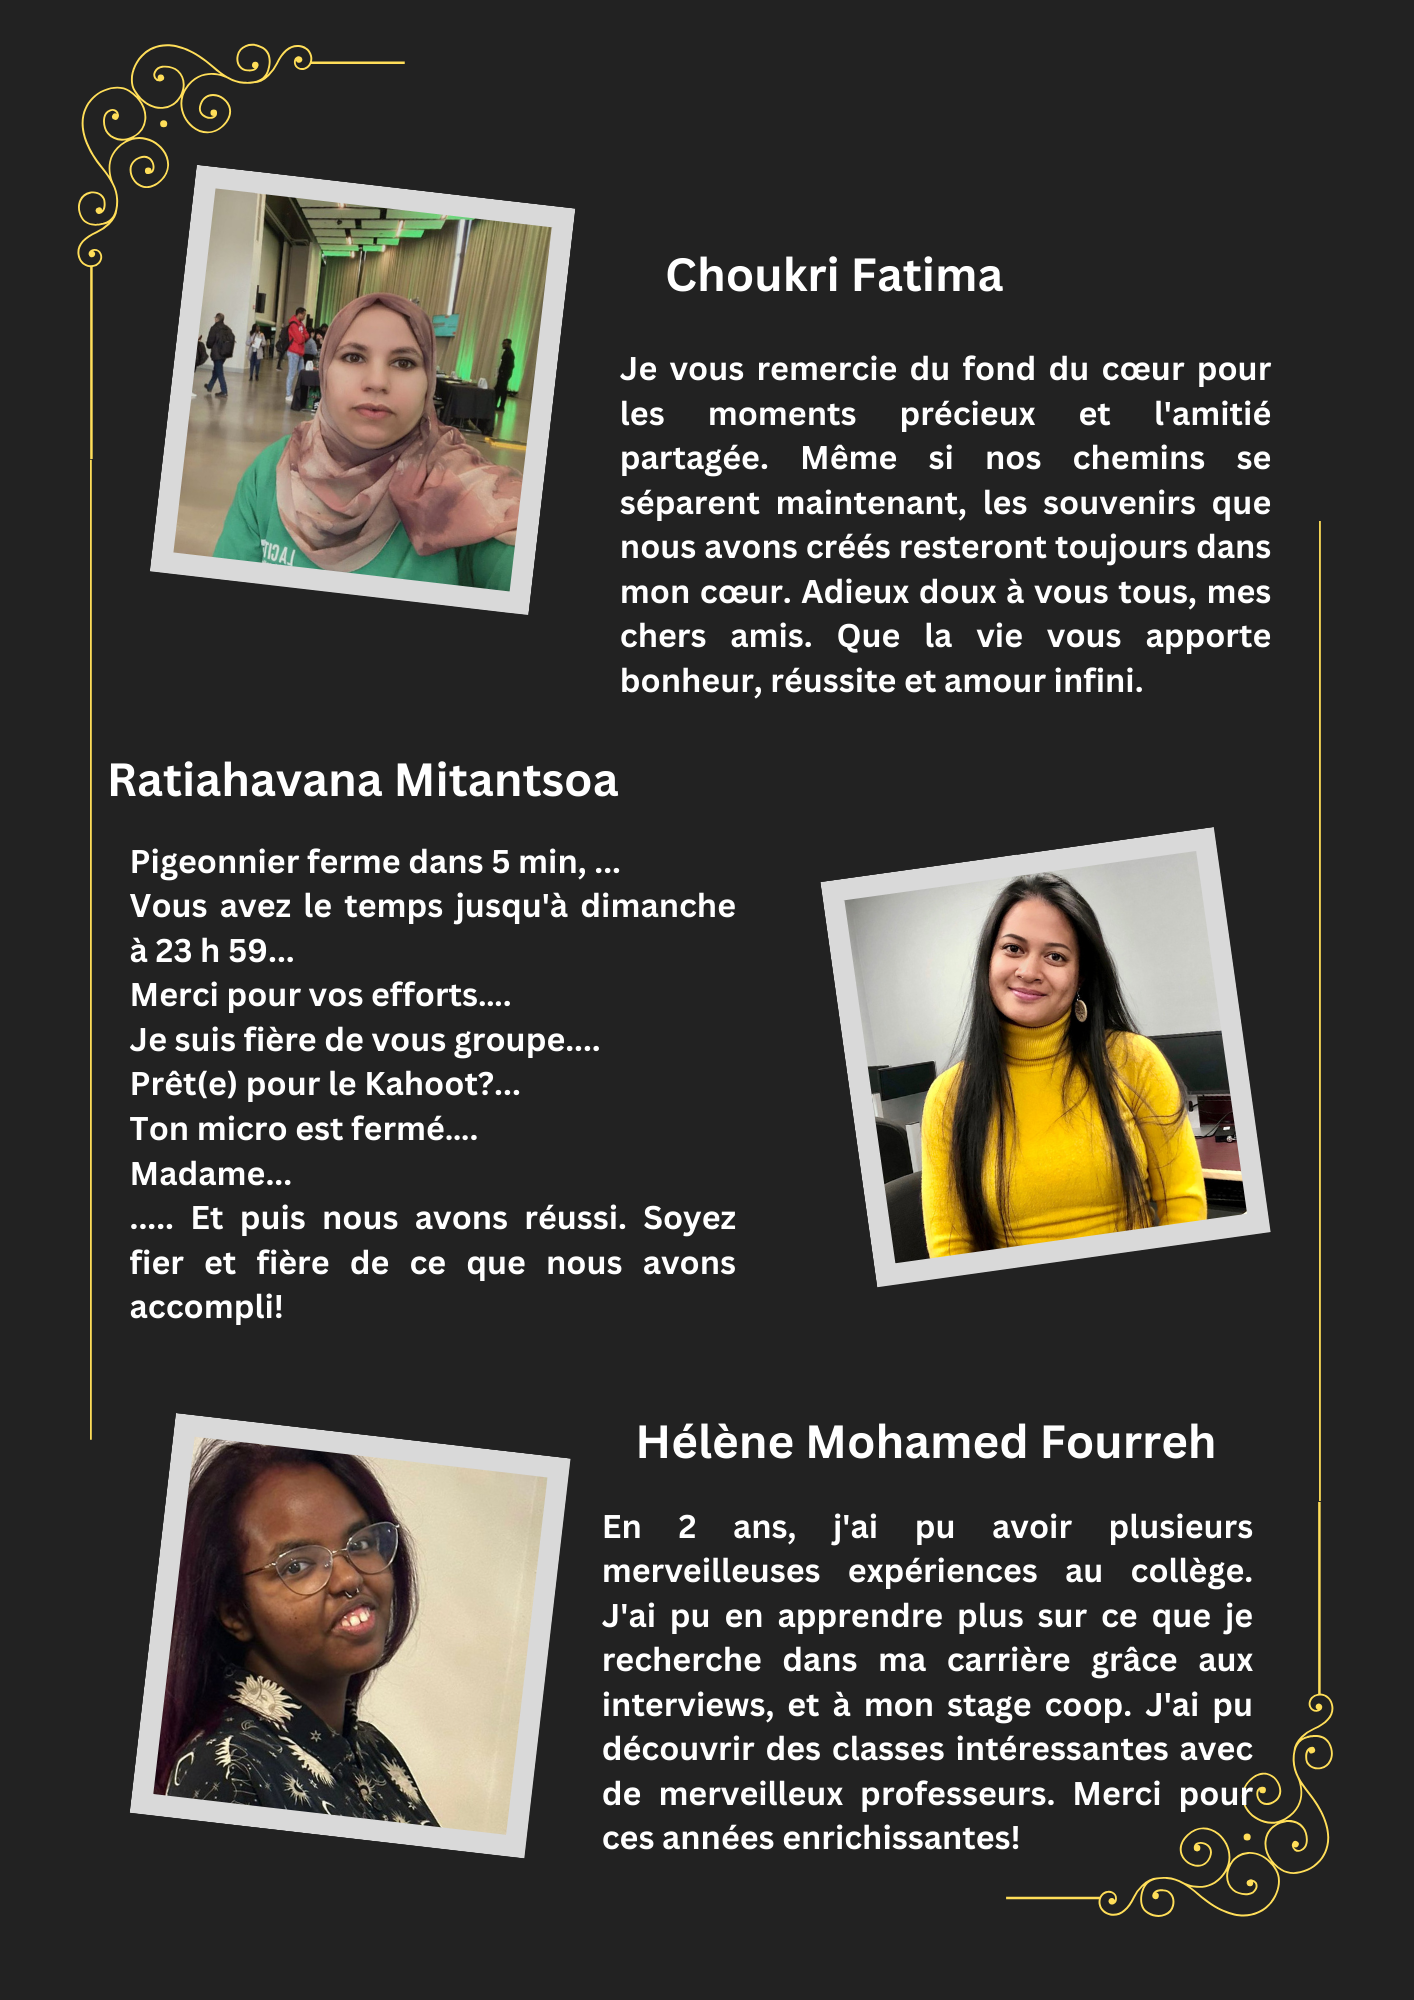 Choukri Fatima
Je vous remercie du fond du cœur pour
les moments précieux et l'amitié
partagée. Même si nos chemins se
séparent maintenant, les souvenirs que
nous avons créés resteront toujours dans
mon cœur. Adieux doux à vous tous, mes
chers amis. Que la vie vous apporte
bonheur, réussite et amour infini.
LACITÉ
Ratiahavana Mitantsoa
Pigeonnier ferme dans 5 min, ...
Vous avez le temps jusqu'à dimanche
à 23 h 59...
Merci pour vos efforts....
Je suis fière de vous groupe....
Prêt(e) pour le Kahoot?...
Ton micro est fermé....
Madame...
..... Et puis nous avons réussi. Soyez
fier et fière de ce que nous avons
accompli!
Hélène Mohamed Fourreh
En 2 ans, j'ai pu avoir plusieurs
merveilleuses expériences au collège.
J'ai pu en apprendre plus sur ce que je
recherche dans ma carrière grâce aux
interviews, et à mon stage coop. J'ai pu
découvrir des classes intéressantes avec
de merveilleux professeurs. Merci pour
ces années enrichissantes!